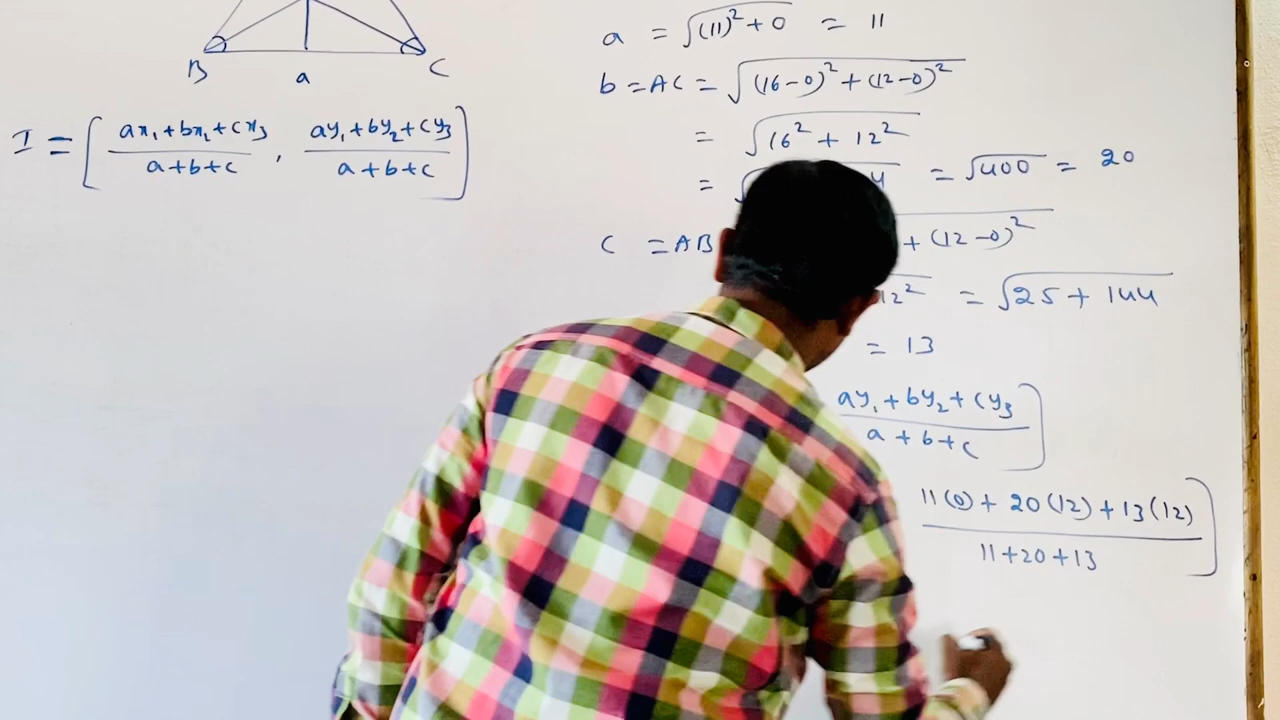 B a C
I = [ (ax₁+bx₂+cx₃)/(a+b+c) , (ay₁+by₂+cy₃)/(a+b+c) ]
a = √((11)²+0) = 11
b = AC = √((16-0)²+(12-0)²)
= √(16² + 12²)
= √ 4 = √400 = 20
C = AB + (12-0)²
12² = √(25 + 144)
= 13
(ay₁+by₂+cy₃)/(a+b+c) ]
(11(0)+20(12)+13(12))/(11+20+13) ]